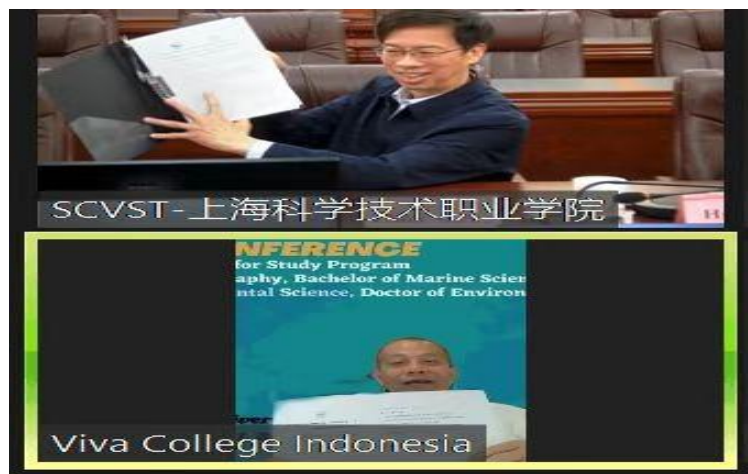 SCVST-上海科学技术职业学院
H
NFERENCE
for Study Program
aphy, Bachelor of Marine Scien
ntal Science, Doctor of Environ
Viva College Indonesia